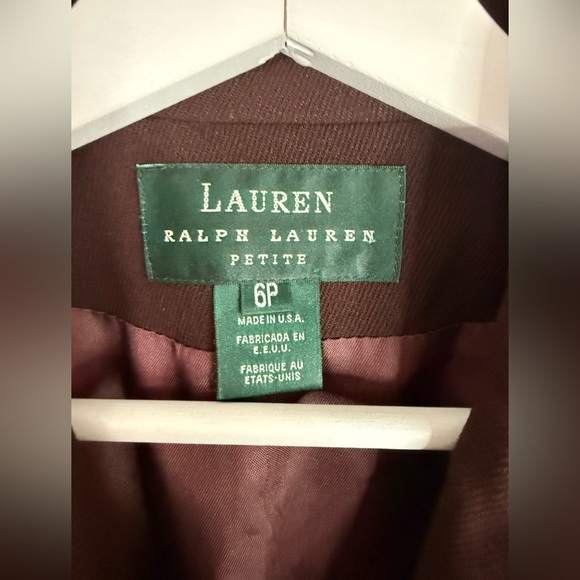 LAUREN
RALPH LAUREN
PETITE
6P
MADE IN U.S.A.
FABRICADA EN
E.E.U.U.
FABRIQUE AU
ETATS-UNIS